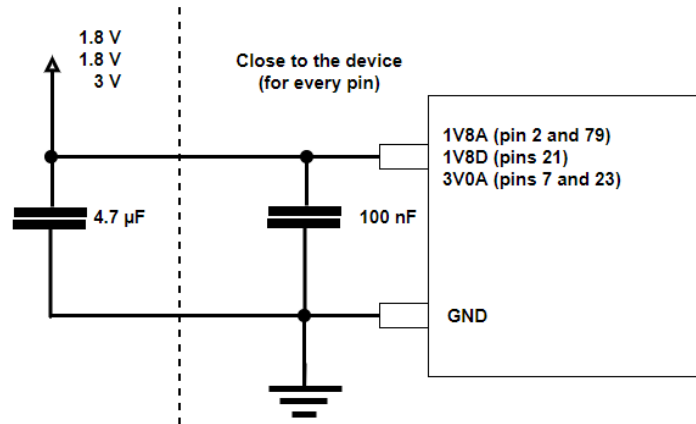 1.8 V
1.8 V
3 V
Close to the device
(for every pin)
1V8A (pin 2 and 79)
1V8D (pins 21)
3V0A (pins 7 and 23)
4.7 µF
100 nF
GND